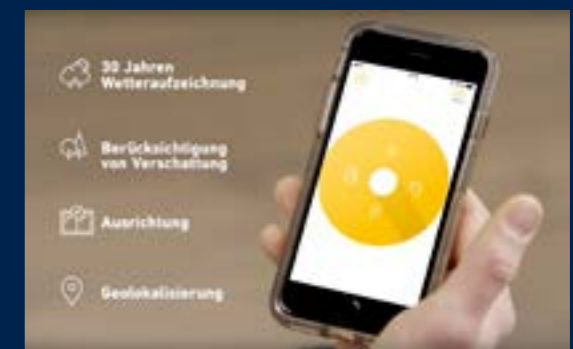 30 Jahren
Wetteraufzeichnung
Berücksichtigung
von Verschattung
Ausrichtung
Geolokalisierung